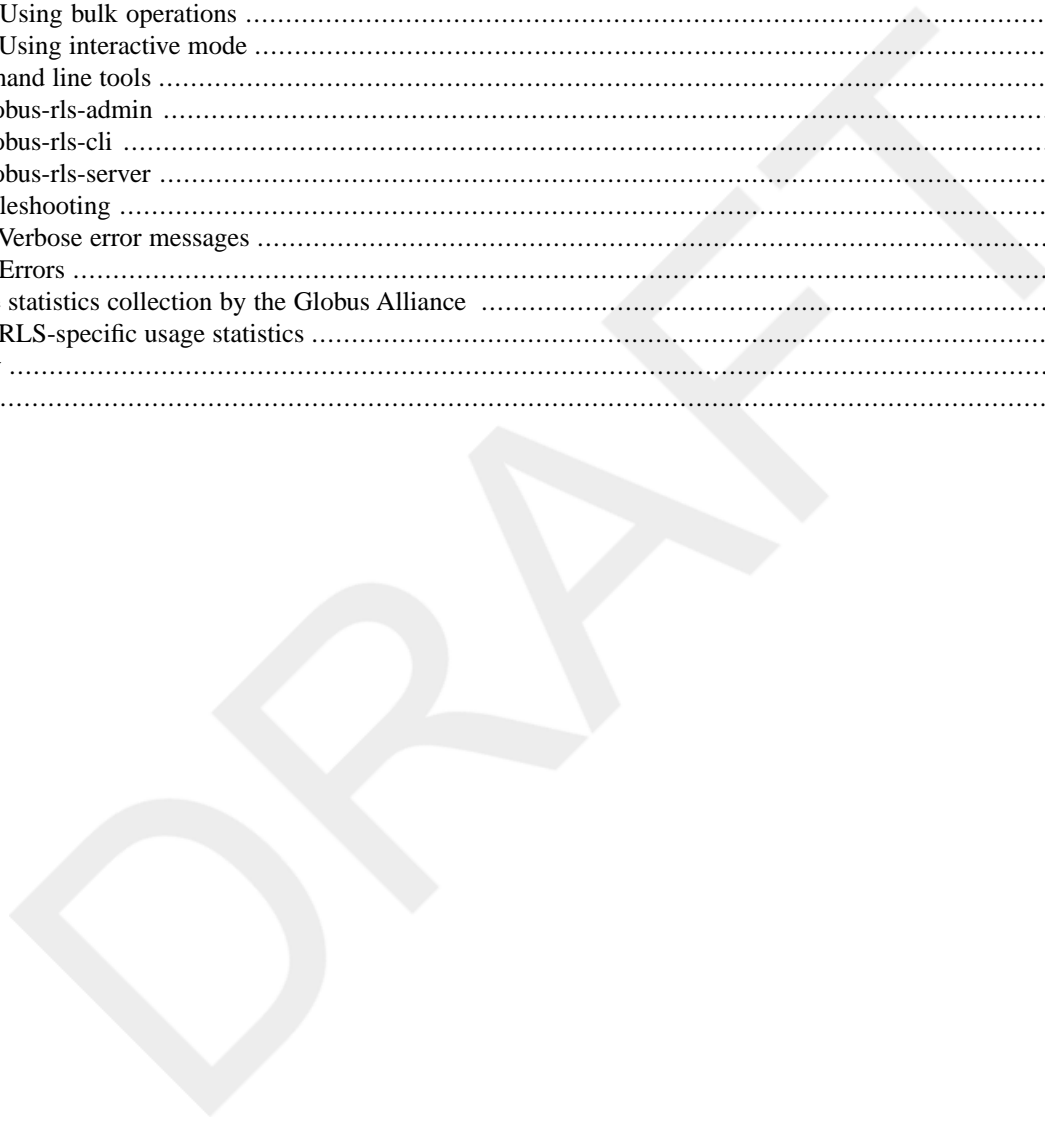 Using bulk operations ........................................................................................................
Using interactive mode ........................................................................................................
hand line tools ........................................................................................................
obus-rls-admin ........................................................................................................
obus-rls-cli ........................................................................................................
obus-rls-server ........................................................................................................
leshooting ........................................................................................................
Verbose error messages ........................................................................................................
Errors ........................................................................................................
statistics collection by the Globus Alliance ........................................................................................................
RLS-specific usage statistics ........................................................................................................
DRAFT